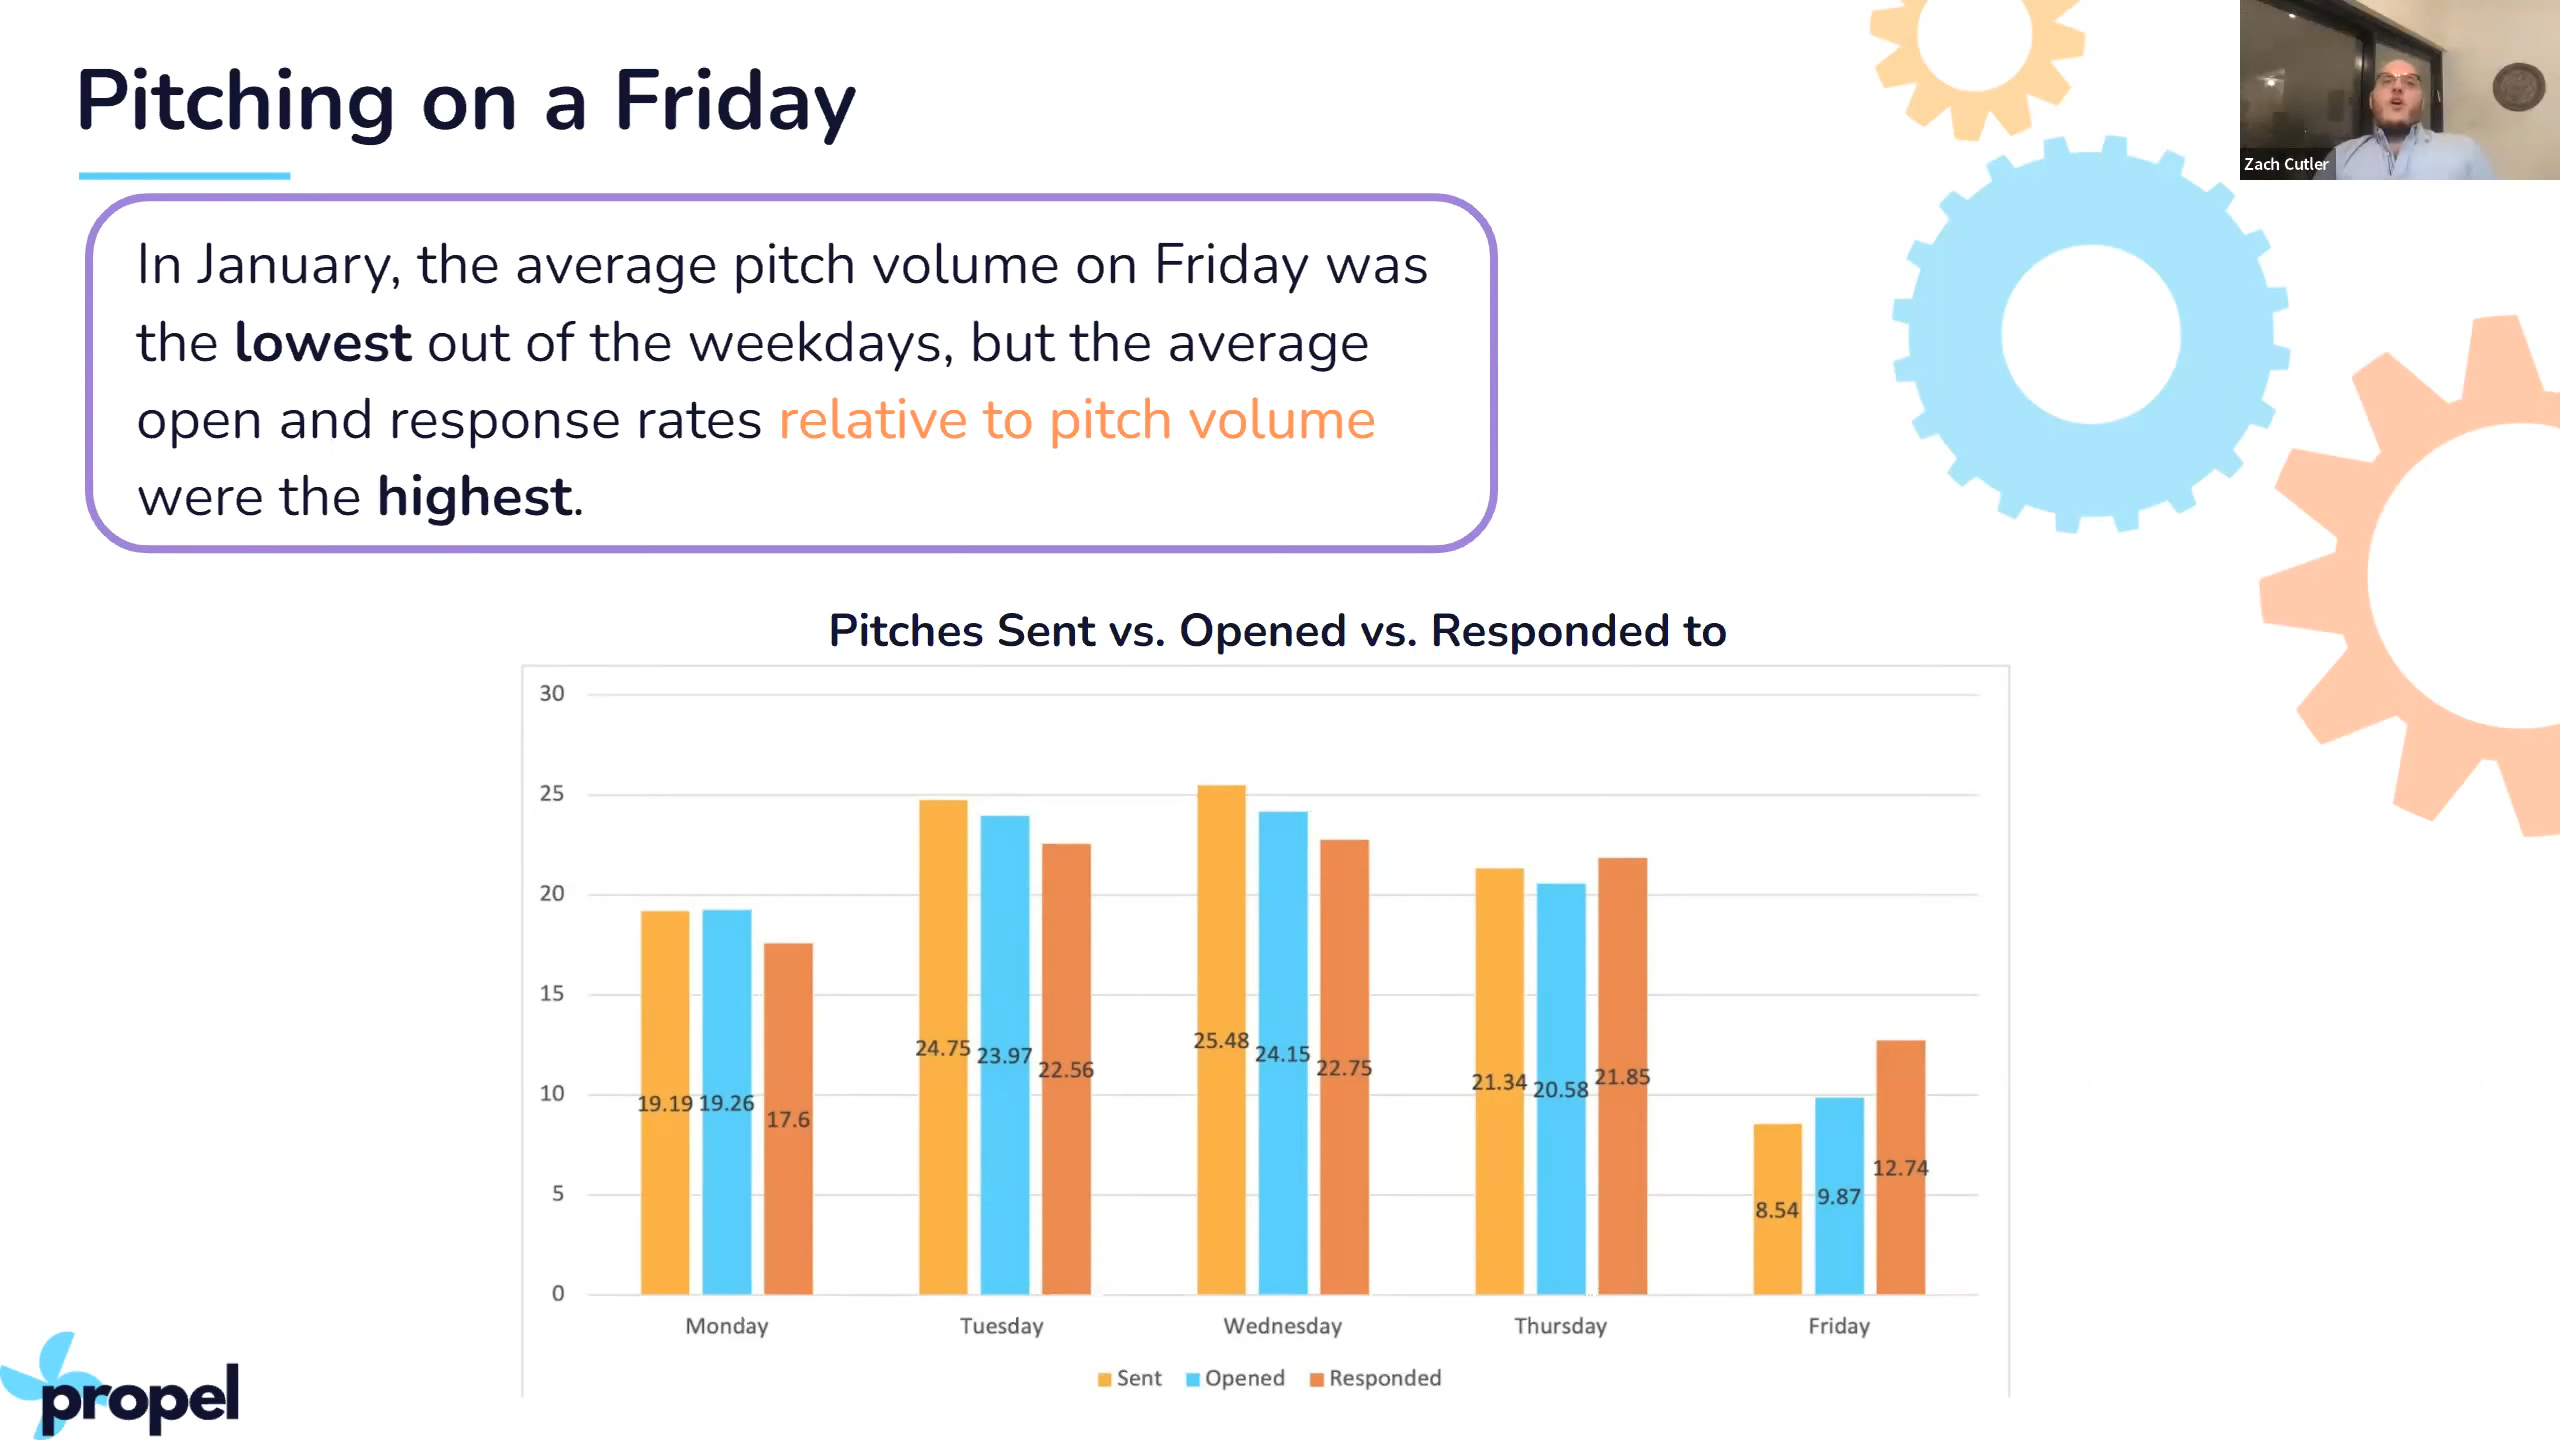 Pitching on a Friday
Zach Cutler
In January, the average pitch volume on Friday was
the lowest out of the weekdays, but the average
open and response rates relative to pitch volume
were the highest.
Pitches Sent vs. Opened vs. Responded to
30
25
20
15
10
5
0
19.19 19.26 17.6
24.75 23.97 22.56
25.48 24.15 22.75
21.34 20.58 21.85
8.54 9.87 12.74
Monday Tuesday Wednesday Thursday Friday
Sent Opened Responded
propel